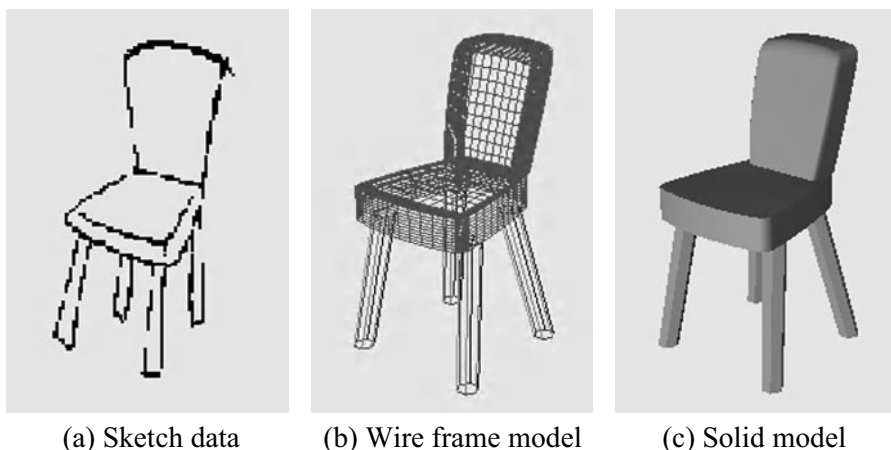 (a) Sketch data
(b) Wire frame model
(c) Solid model